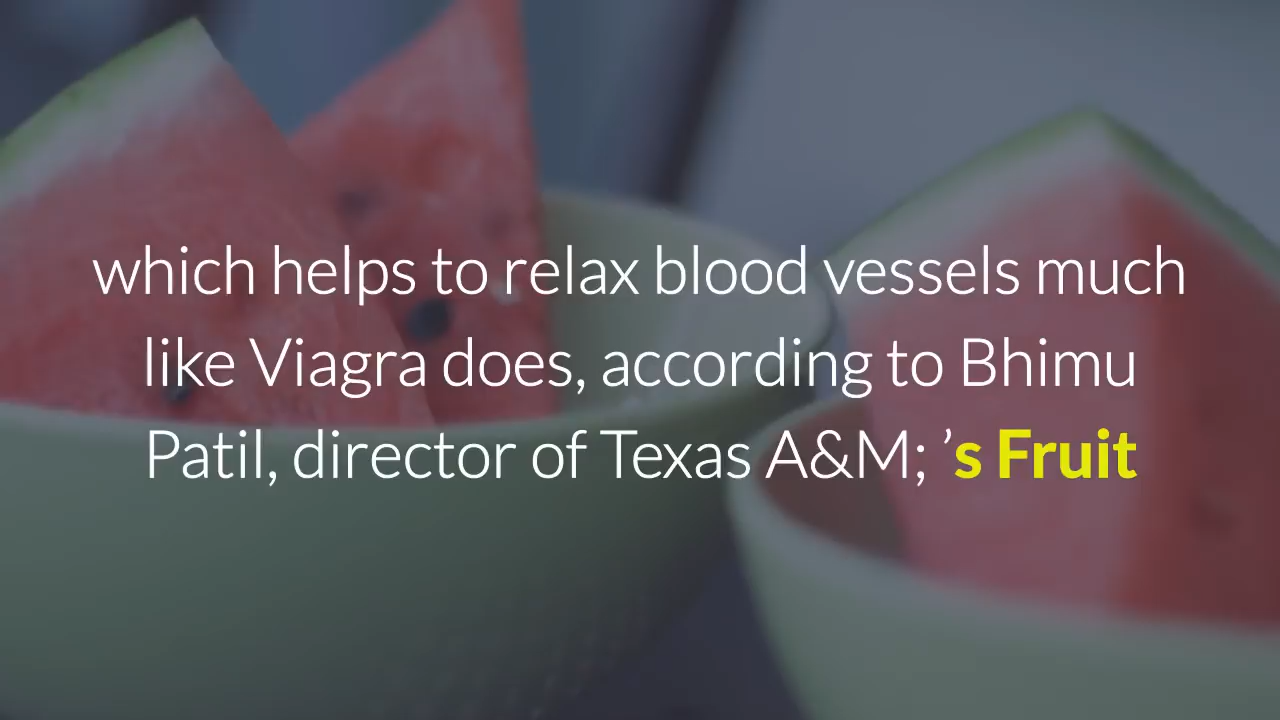 which helps to relax blood vessels much
like Viagra does, according to Bhimu
Patil, director of Texas A&M; ’s Fruit